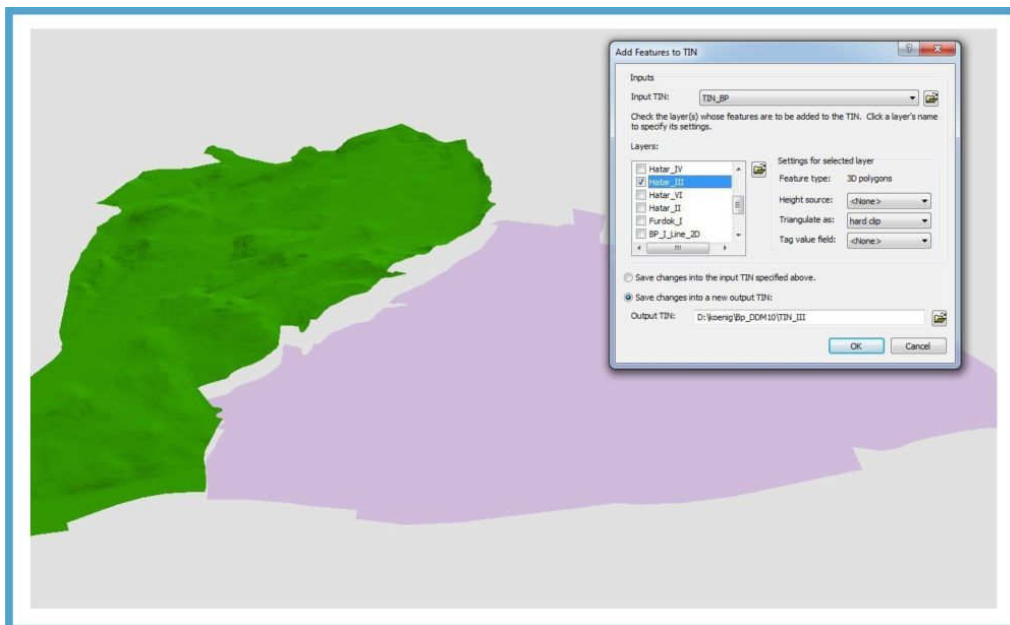 Add Features to TIN
Inputs
Input TIN: TIN_BP
Check the layer(s) whose features are to be added to the TIN. Click a layer's name
to specify its settings.
Layers:
Hatar_IV
Hatar_III
Hatar_VI
Hatar_II
Furdok_I
BP_I_Line_2D
Settings for selected layer
Feature type: 3D polygons
Height source: <None>
Triangulate as: hard clip
Tag value field: <None>
Save changes into the input TIN specified above.
Save changes into a new output TIN:
Output TIN: D:\koenig\Bp_DDM10\TIN_III
OK Cancel